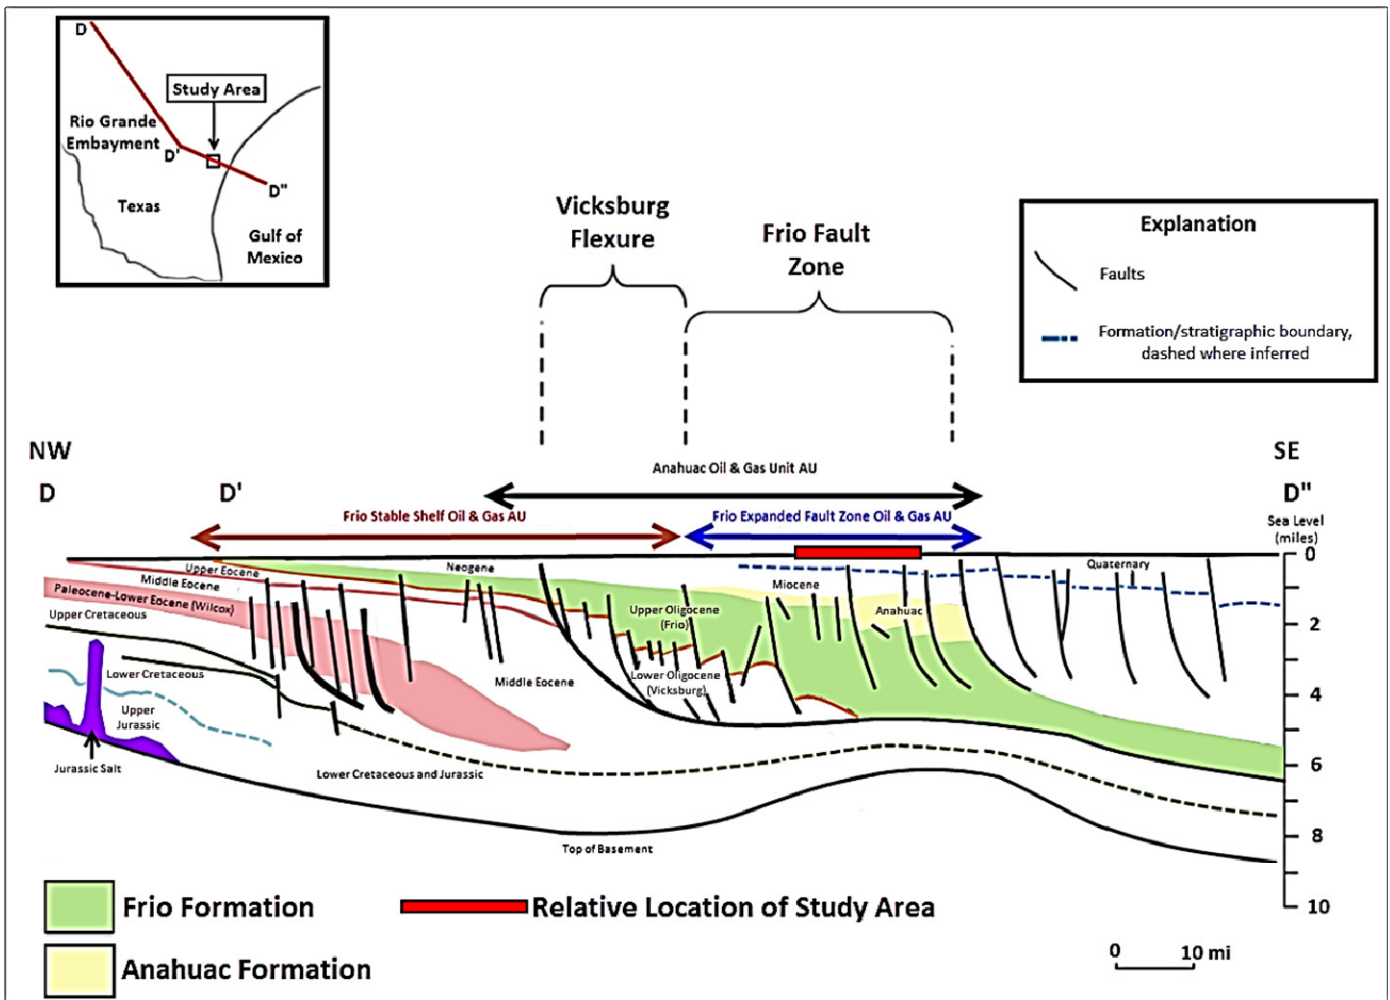 D
Study Area
Rio Grande
Embayment
D'
D"
Texas
Gulf of
Mexico
Vicksburg
Flexure
Frio Fault
Zone
Explanation
Faults
Formation/stratigraphic boundary,
dashed where inferred
NW
SE
D
D'
D"
Anahuac Oil & Gas Unit AU
Frio Stable Shelf Oil & Gas AU
Frio Expanded Fault Zone Oil & Gas AU
Sea Level
(miles)
0
2
4
6
8
10
Upper Eocene
Neogene
Quaternary
Middle Eocene
Miocene
Paleocene-Lower Eocene (Wilcox)
Upper Cretaceous
Upper Oligocene
(Frio)
Anahuac
Lower Cretaceous
Middle Eocene
Lower Oligocene
(Vicksburg)
Upper
Jurassic
Jurassic Salt
Lower Cretaceous and Jurassic
Top of Basement
Frio Formation
Relative Location of Study Area
Anahuac Formation
0 10 mi